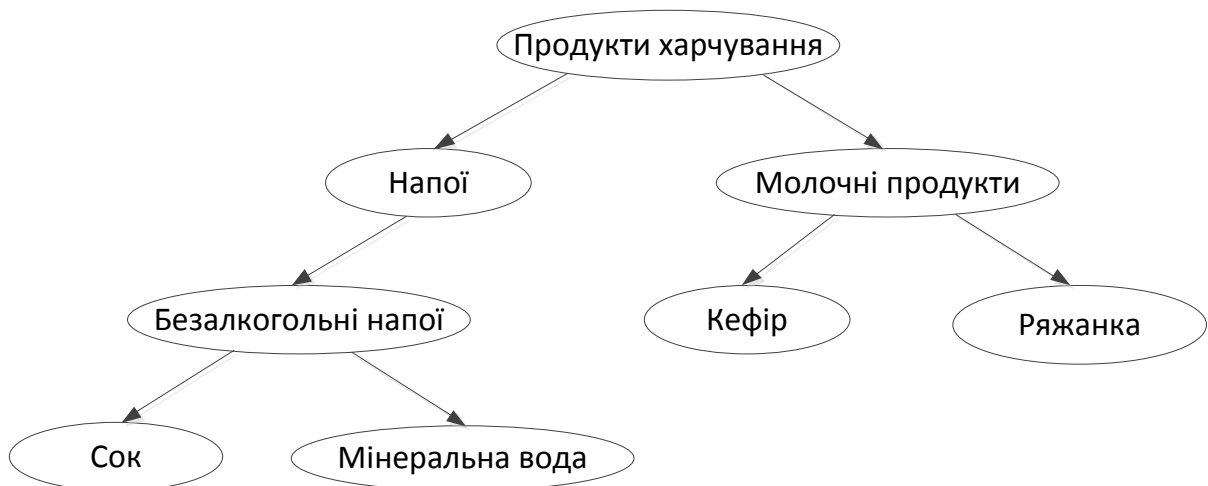 Продукти харчування
Напої
Молочні продукти
Безалкогольні напої
Кефір
Ряжанка
Сок
Мінеральна вода